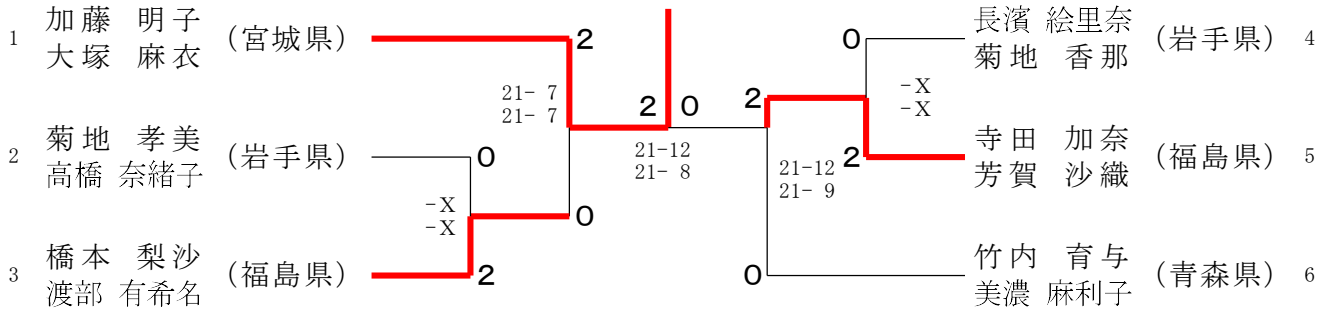 1 加藤 明子 (宮城県)
大塚 麻衣
2
21- 7
21- 7
2 菊地 孝美 (岩手県)
高橋 奈緒子
0
-X
-X
0
3 橋本 梨沙 (福島県)
渡部 有希名
2
2 0
21-12
21- 8
長濱 絵里奈 (岩手県) 4
菊地 香那
0
-X
-X
2
寺田 加奈 (福島県) 5
芳賀 沙織
2
21-12
21- 9
竹内 育与 (青森県) 6
美濃 麻利子
0